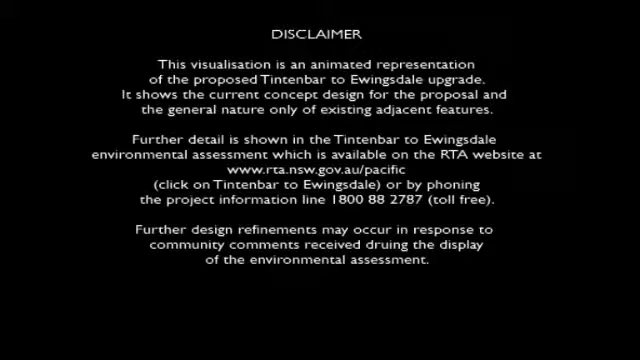 DISCLAIMER
This visualisation is an animated representation
of the proposed Tintenbar to Ewingsdale upgrade.
It shows the current concept design for the proposal and
the general nature only of existing adjacent features.
Further detail is shown in the Tintenbar to Ewingsdale
environmental assessment which is available on the RTA website at
www.rta.nsw.gov.au/pacific
(click on Tintenbar to Ewingsdale) or by phoning
the project information line 1800 88 2787 (toll free).
Further design refinements may occur in response to
community comments received druing the display
of the environmental assessment.